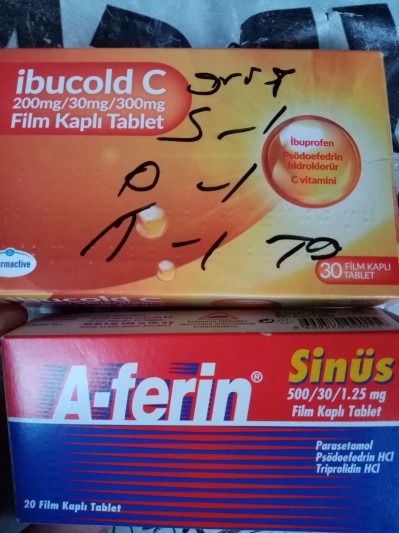 ibucold C
200mg/30mg/300mg
Film Kaplı Tablet
S - 1
Ö - 1
A - 1
İbuprofen
Psödoefedrin
hidroklorür
C vitamini
30 FİLM KAPLI
TABLET
ibucold C
A-ferin®
Sinüs
500/30/1.25 mg
Film Kaplı Tablet
Parasetamol
Psödoefedrin HCl
Triprolidin HCl
20 Film Kaplı Tablet